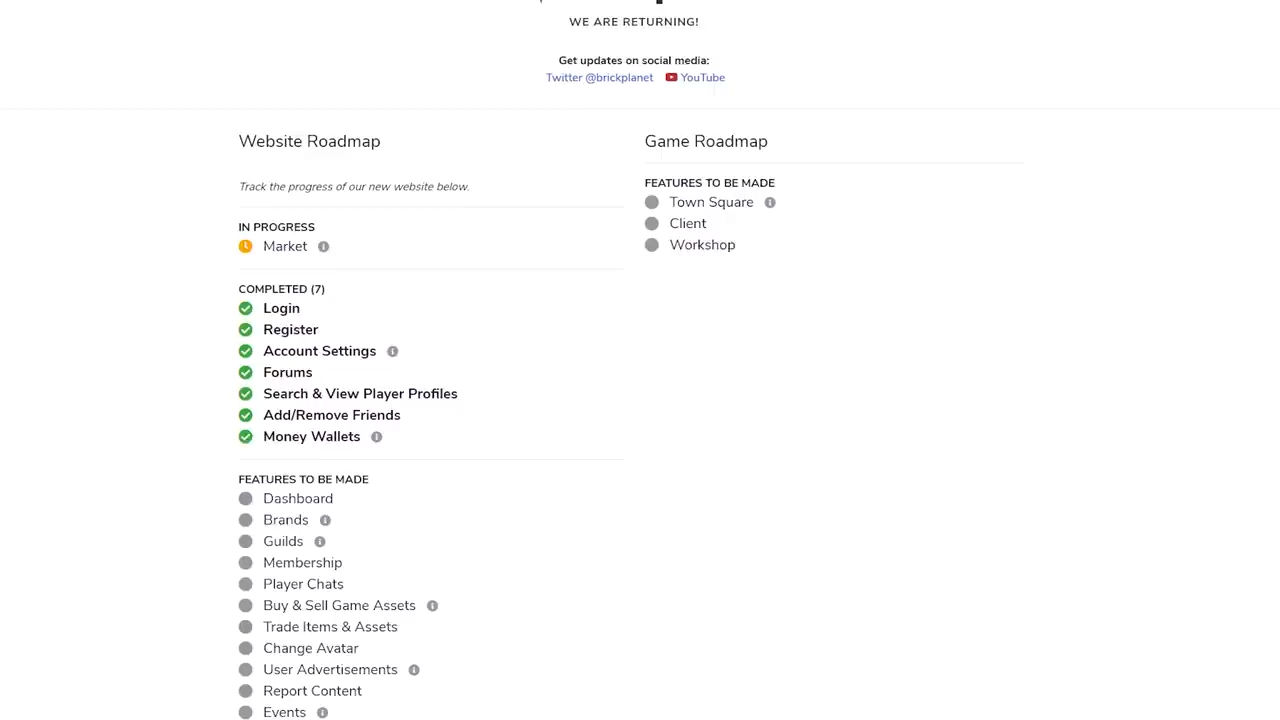 WE ARE RETURNING!
Get updates on social media:
Twitter @brickplanet YouTube
Website Roadmap
Track the progress of our new website below.
IN PROGRESS
Market
COMPLETED (7)
Login
Register
Account Settings
Forums
Search & View Player Profiles
Add/Remove Friends
Money Wallets
FEATURES TO BE MADE
Dashboard
Brands
Guilds
Membership
Player Chats
Buy & Sell Game Assets
Trade Items & Assets
Change Avatar
User Advertisements
Report Content
Events
Game Roadmap
FEATURES TO BE MADE
Town Square
Client
Workshop